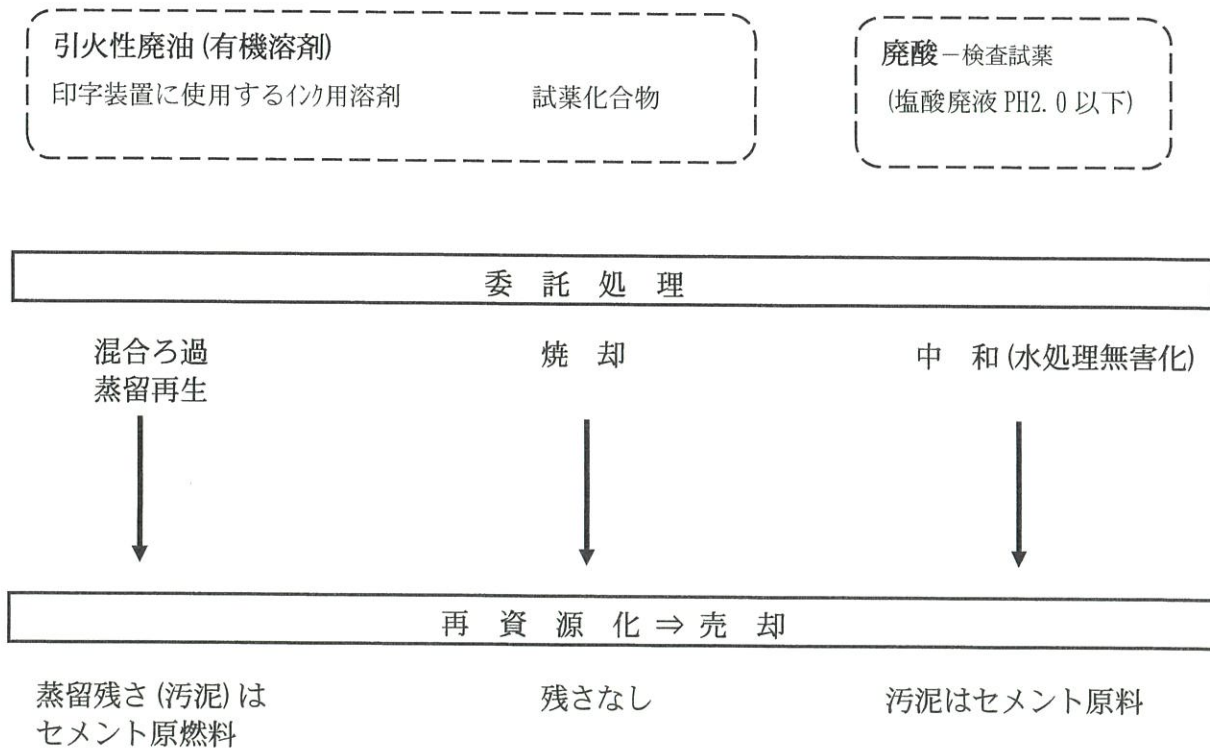 引火性廃油(有機溶剤)
印字装置に使用するインク用溶剤 試薬化合物
廃酸－検査試薬
(塩酸廃液 PH2.0 以下)
委 託 処 理
混合ろ過
蒸留再生
焼 却
中 和(水処理無害化)
再 資 源 化 ⇒ 売 却
蒸留残さ(汚泥)は
セメント原燃料
残さなし
汚泥はセメント原料